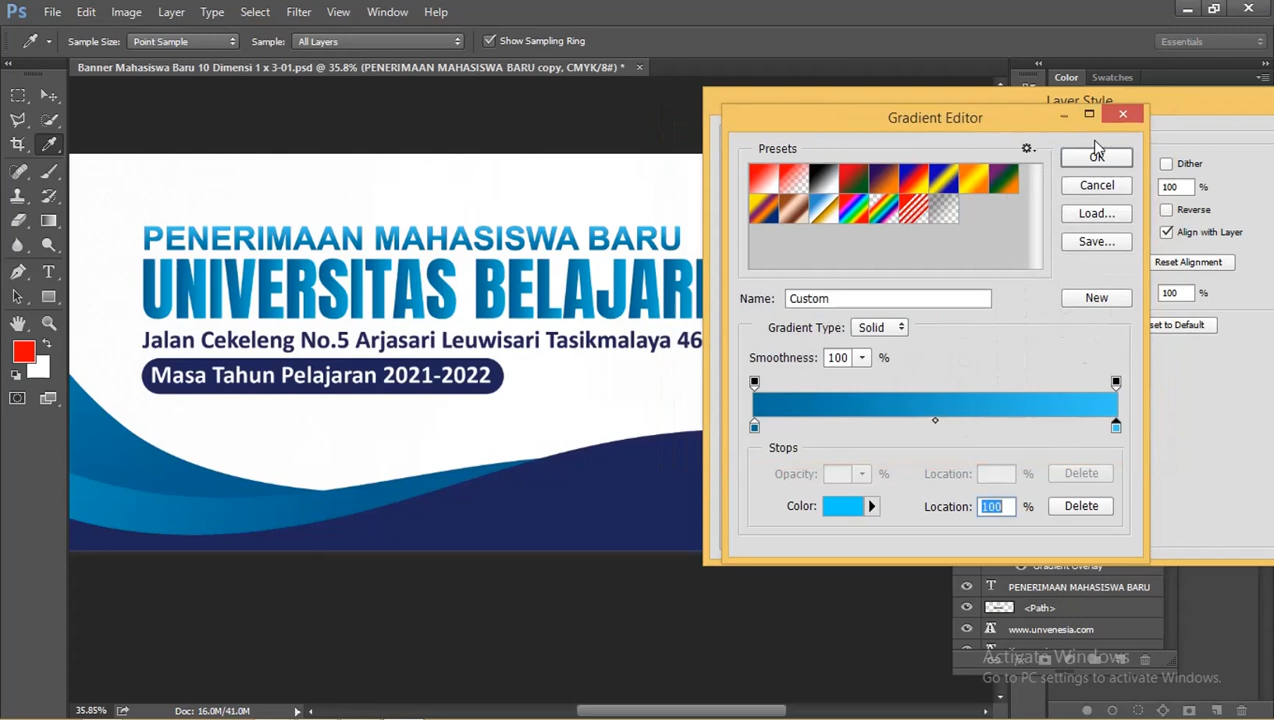 Ps File Edit Image Layer Type Select Filter View Window Help
Sample Size: Point Sample Sample: All Layers Show Sampling Ring Essentials
Banner Mahasiswa Baru 10 Dimensi 1 x 3-01.psd @ 35.8% (PENERIMAAN MAHASISWA BARU copy, CMYK/8#) * ×
Color Swatches
Layer Style
Gradient Editor
Presets
OK
Dither
Cancel
100 %
Load...
Reverse
Save...
Align with Layer
Reset Alignment
PENERIMAAN MAHASISWA BARU
UNIVERSITAS BELAJAR
Jalan Cekeleng No.5 Arjasari Leuwisari Tasikmalaya 46
Masa Tahun Pelajaran 2021-2022
Name: Custom New
100 %
Gradient Type: Solid
set to Default
Smoothness: 100 %
Stops
Opacity: % Location: Delete
Color: Location: 100 % Delete
Gradient Overlay
T PENERIMAAN MAHASISWA BARU
<Path>
www.unvenesia.com
Activate Windows
Go to PC settings to activate Windows.
35.85% Doc: 16.0M/41.0M